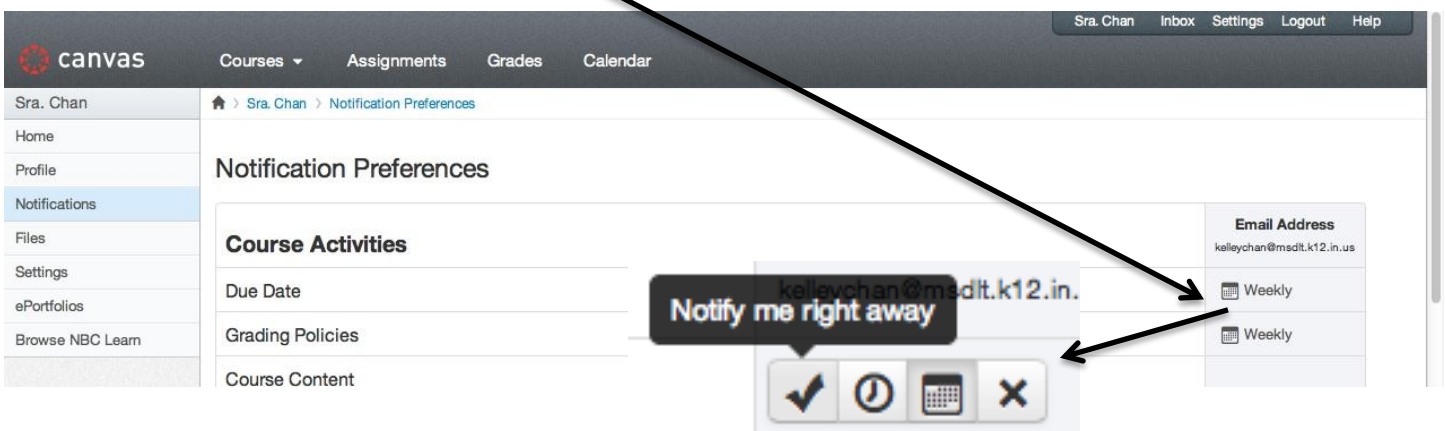 Sra. Chan Inbox Settings Logout Help
canvas Courses Assignments Grades Calendar
Sra. Chan
Sra. Chan > Notification Preferences
Home
Profile
Notifications
Files
Settings
ePortfolios
Browse NBC Learn
Notification Preferences
Course Activities
Email Address
kelleychan@msdlt.k12.in.us
Due Date
Weekly
Grading Policies
Weekly
Course Content
kelleychan@msdlt.k12.in.
Notify me right away